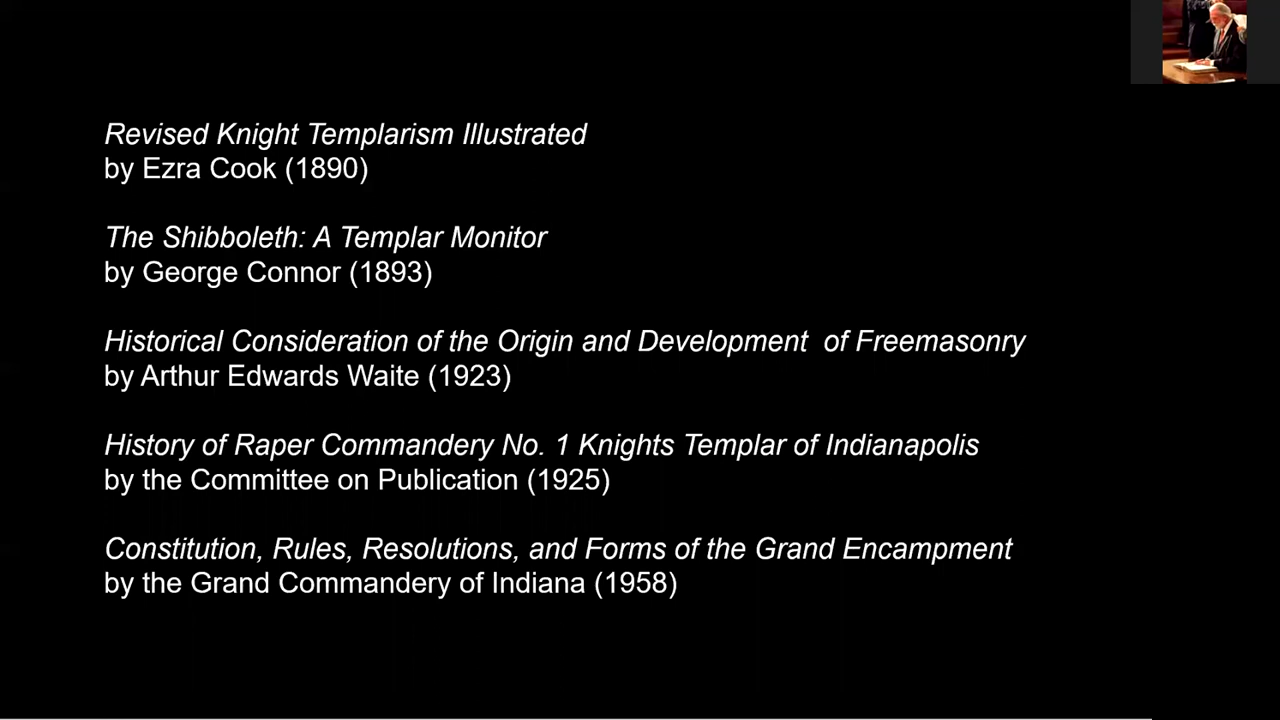 Revised Knight Templarism Illustrated
by Ezra Cook (1890)
The Shibboleth: A Templar Monitor
by George Connor (1893)
Historical Consideration of the Origin and Development  of Freemasonry
by Arthur Edwards Waite (1923)
History of Raper Commandery No. 1 Knights Templar of Indianapolis
by the Committee on Publication (1925)
Constitution, Rules, Resolutions, and Forms of the Grand Encampment
by the Grand Commandery of Indiana (1958)